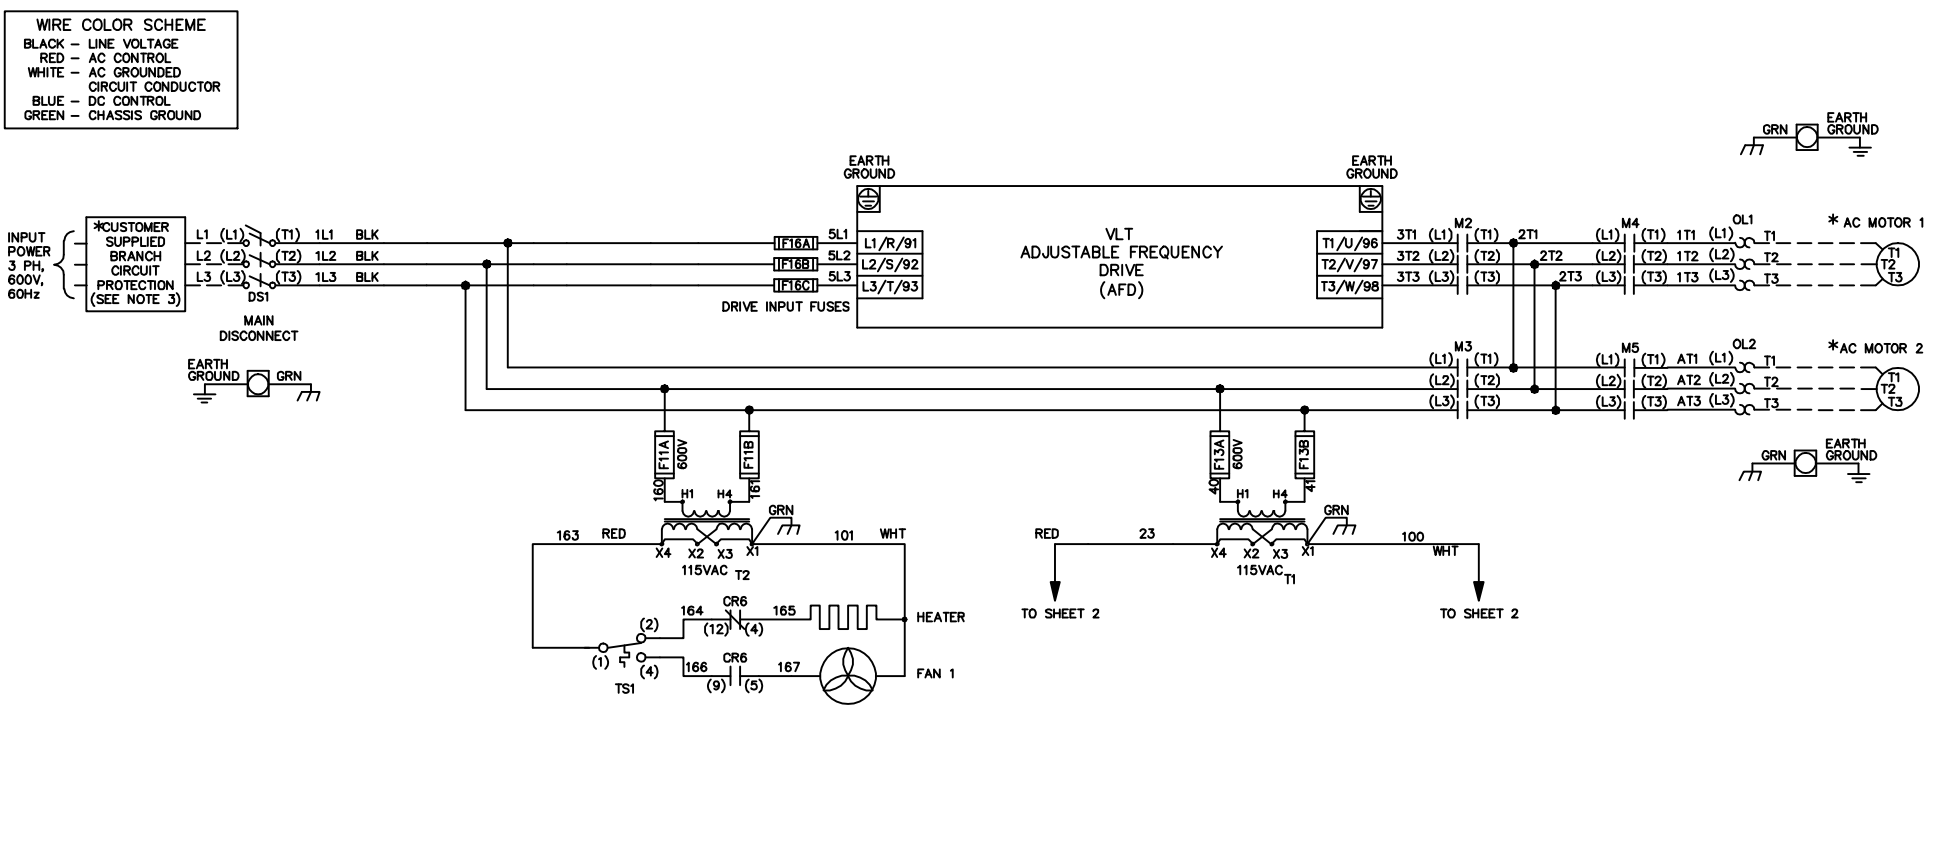 WIRE COLOR SCHEME
BLACK - LINE VOLTAGE
RED - AC CONTROL
WHITE - AC GROUNDED
CIRCUIT CONDUCTOR
BLUE - DC CONTROL
GREEN - CHASSIS GROUND
GRN
EARTH
GROUND
EARTH
GROUND
EARTH
GROUND
INPUT
POWER
3 PH,
600V,
60Hz
*CUSTOMER
SUPPLIED
BRANCH
CIRCUIT
PROTECTION
(SEE NOTE 3)
L1 (L1) (T1) 1L1 BLK
L2 (L2) (T2) 1L2 BLK
L3 (L3) (T3) 1L3 BLK
DS1
MAIN
DISCONNECT
EARTH
GROUND
GRN
F16A 5L1 L1/R/91
F16B 5L2 L2/S/92
F16C 5L3 L3/T/93
DRIVE INPUT FUSES
VLT
ADJUSTABLE FREQUENCY
DRIVE
(AFD)
M2 M4 OL1 * AC MOTOR 1
T1/U/96 3T1 (L1) (T1) 2T1 (L1) (T1) 1T1 (L1) T1 T1
T2/V/97 3T2 (L2) (T2) 2T2 (L2) (T2) 1T2 (L2) T2 T2
T3/W/98 3T3 (L3) (T3) 2T3 (L3) (T3) 1T3 (L3) T3 T3
M3 M5 OL2 *AC MOTOR 2
(L1) (T1) (L1) (T1) AT1 (L1) T1 T1
(L2) (T2) (L2) (T2) AT2 (L2) T2 T2
(L3) (T3) (L3) (T3) AT3 (L3) T3 T3
GRN
EARTH
GROUND
F11A 600V F11B
160 H1 H4 161
GRN
163 RED 101 WHT
X4 X2 X3 X1
115VAC T2
F13A 600V F13B
40 H1 H4 41
GRN
RED 23 100 WHT
X4 X2 X3 X1
115VAC T1
TO SHEET 2
TO SHEET 2
CR6
164 165
(2) (12) (4) HEATER
(1)
CR6
166 167
(4) (9) (5) FAN 1
TS1